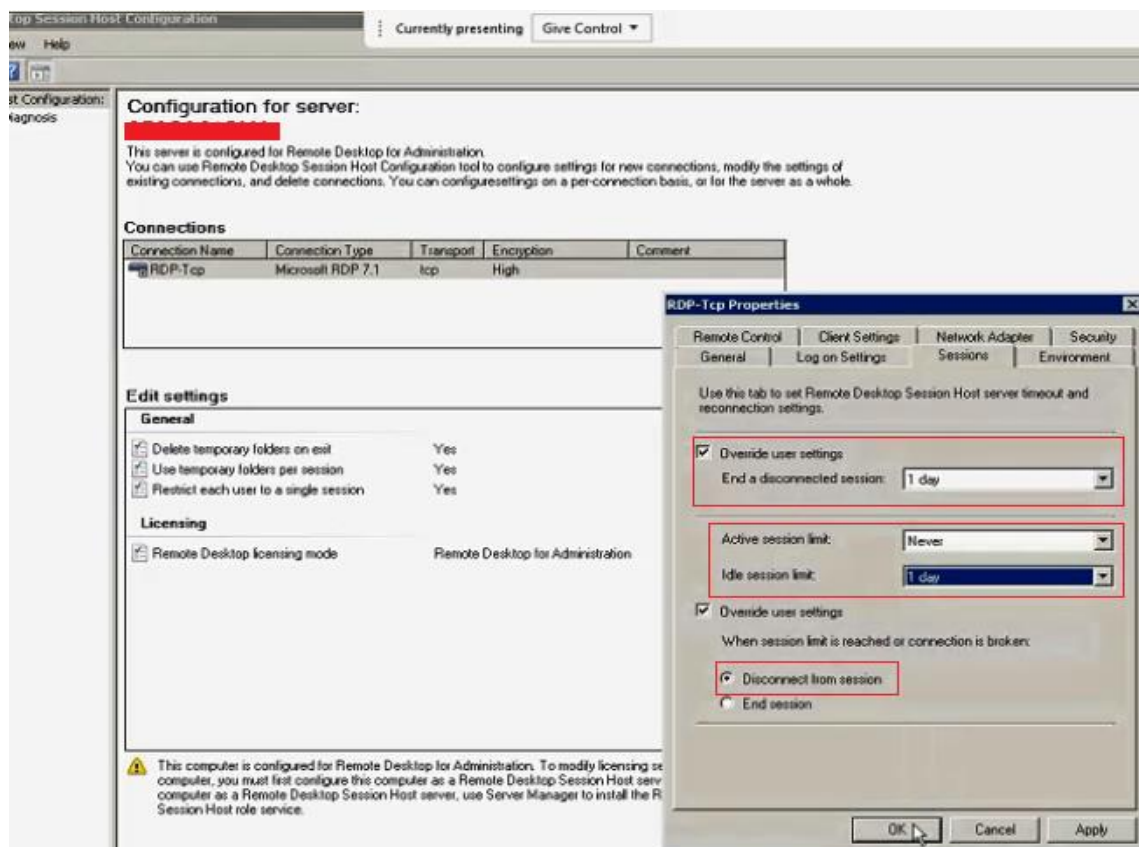 top Session Host Configuration
Currently presenting Give Control
ew Help
st Configuration:
iagnosis
Configuration for server:
This server is configured for Remote Desktop for Administration.
You can use Remote Desktop Session Host Configuration tool to configure settings for new connections, modify the settings of
existing connections, and delete connections. You can configuresettings on a per-connection basis, or for the server as a whole.
Connections
Connection Name Connection Type Transport Encryption Comment
RDP-Tcp Microsoft RDP 7.1 tcp High
Edit settings
General
Delete temporary folders on exit Yes
Use temporary folders per session Yes
Restrict each user to a single session Yes
Licensing
Remote Desktop licensing mode Remote Desktop for Administration
This computer is configured for Remote Desktop for Administration. To modify licensing se
computer, you must first configure this computer as a Remote Desktop Session Host serv
computer as a Remote Desktop Session Host server, use Server Manager to install the R
Session Host role service.
RDP-Tcp Properties
Remote Control Client Settings Network Adapter Security
General Log on Settings Sessions Environment
Use this tab to set Remote Desktop Session Host server timeout and
reconnection settings.
Override user settings
End a disconnected session: 1 day
Active session limit: Never
Idle session limit: 1 day
Override user settings
When session limit is reached or connection is broken:
Disconnect from session
End session
OK Cancel Apply